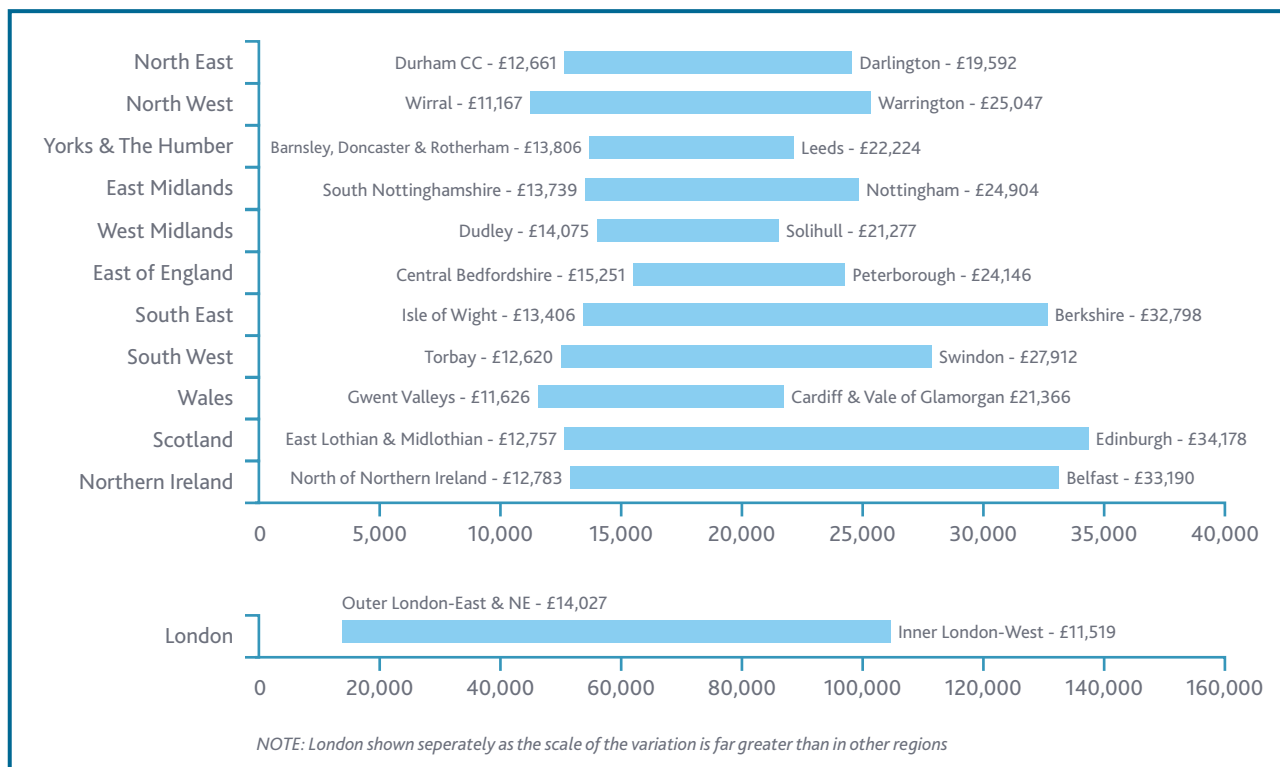 North East Durham CC - £12,661 Darlington - £19,592
North West Wirral - £11,167 Warrington - £25,047
Yorks & The Humber Barnsley, Doncaster & Rotherham - £13,806 Leeds - £22,224
East Midlands South Nottinghamshire - £13,739 Nottingham - £24,904
West Midlands Dudley - £14,075 Solihull - £21,277
East of England Central Bedfordshire - £15,251 Peterborough - £24,146
South East Isle of Wight - £13,406 Berkshire - £32,798
South West Torbay - £12,620 Swindon - £27,912
Wales Gwent Valleys - £11,626 Cardiff & Vale of Glamorgan £21,366
Scotland East Lothian & Midlothian - £12,757 Edinburgh - £34,178
Northern Ireland North of Northern Ireland - £12,783 Belfast - £33,190
0 5,000 10,000 15,000 20,000 25,000 30,000 35,000 40,000
Outer London-East & NE - £14,027
London Inner London-West - £11,519
0 20,000 40,000 60,000 80,000 100,000 120,000 140,000 160,000
NOTE: London shown seperately as the scale of the variation is far greater than in other regions